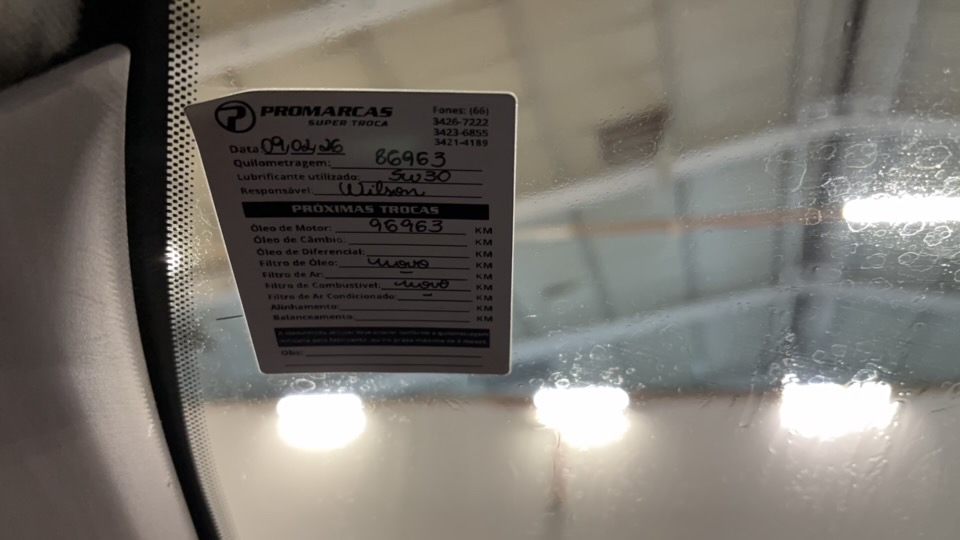 PROMARCAS
SUPER TROCA
Fones: (66)
3426-7222
3423-6855
3421-4189
Data: 09,02,26
Quilometragem: 86963
Lubrificante utilizado: 5W30
Responsável: Wilson
PRÓXIMAS TROCAS
Óleo de Motor: 96963 KM
Óleo de Câmbio: KM
Óleo de Diferencial: KM
Filtro de Óleo: novo KM
Filtro de Ar: - KM
Filtro de Combustível: novo KM
Filtro de Ar Condicionado: - KM
Alinhamento: KM
Balanceamento: KM
Obs: